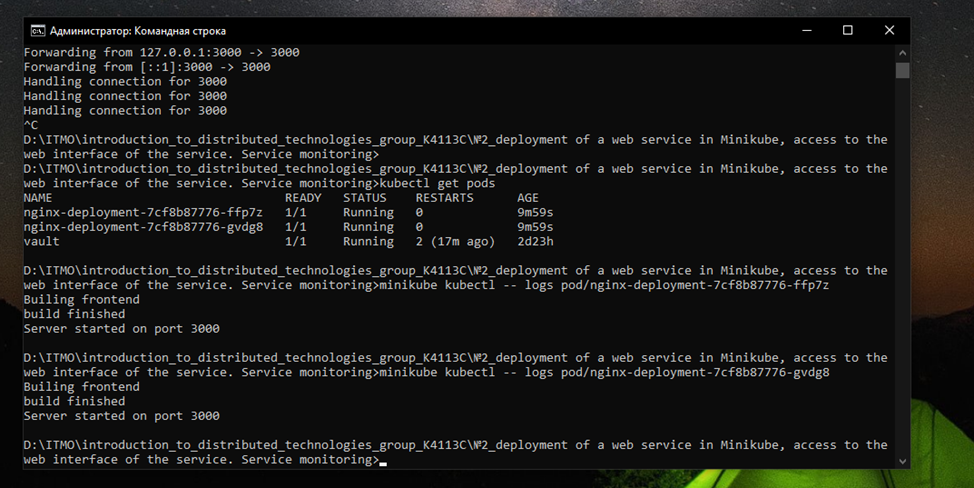 Администратор: Командная строка
Forwarding from 127.0.0.1:3000 -> 3000
Forwarding from [::1]:3000 -> 3000
Handling connection for 3000
Handling connection for 3000
Handling connection for 3000
^C
D:\ITMO\introduction_to_distributed_technologies_group_K4113C\№2_deployment of a web service in Minikube, access to the
web interface of the service. Service monitoring>
D:\ITMO\introduction_to_distributed_technologies_group_K4113C\№2_deployment of a web service in Minikube, access to the
web interface of the service. Service monitoring>kubectl get pods
NAME                                READY   STATUS    RESTARTS      AGE
nginx-deployment-7cf8b87776-ffp7z   1/1     Running   0             9m59s
nginx-deployment-7cf8b87776-gvdg8   1/1     Running   0             9m59s
vault                               1/1     Running   2 (17m ago)   2d23h
D:\ITMO\introduction_to_distributed_technologies_group_K4113C\№2_deployment of a web service in Minikube, access to the
web interface of the service. Service monitoring>minikube kubectl -- logs pod/nginx-deployment-7cf8b87776-ffp7z
Builing frontend
build finished
Server started on port 3000
D:\ITMO\introduction_to_distributed_technologies_group_K4113C\№2_deployment of a web service in Minikube, access to the
web interface of the service. Service monitoring>minikube kubectl -- logs pod/nginx-deployment-7cf8b87776-gvdg8
Builing frontend
build finished
Server started on port 3000
D:\ITMO\introduction_to_distributed_technologies_group_K4113C\№2_deployment of a web service in Minikube, access to the
web interface of the service. Service monitoring>